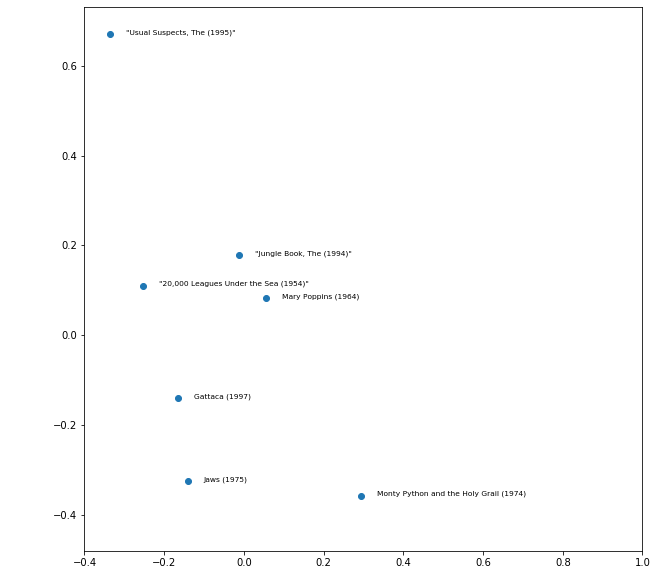 "Usual Suspects, The (1995)"
0.6
0.4
0.2
"Jungle Book, The (1994)"
"20,000 Leagues Under the Sea (1954)"
Mary Poppins (1964)
0.0
Gattaca (1997)
−0.2
Jaws (1975)
Monty Python and the Holy Grail (1974)
−0.4
−0.4 −0.2 0.0 0.2 0.4 0.6 0.8 1.0